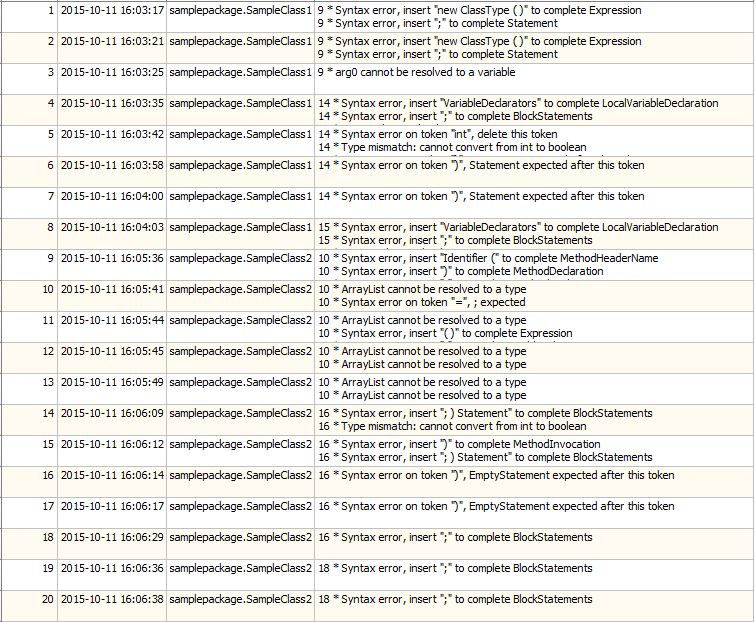 1 2015-10-11 16:03:17 samplepackage.SampleClass1 9 * Syntax error, insert "new ClassType ()" to complete Expression
9 * Syntax error, insert ";" to complete Statement
2 2015-10-11 16:03:21 samplepackage.SampleClass1 9 * Syntax error, insert "new ClassType ()" to complete Expression
9 * Syntax error, insert ";" to complete Statement
3 2015-10-11 16:03:25 samplepackage.SampleClass1 9 * arg0 cannot be resolved to a variable
4 2015-10-11 16:03:35 samplepackage.SampleClass1 14 * Syntax error, insert "VariableDeclarators" to complete LocalVariableDeclaration
14 * Syntax error, insert ";" to complete BlockStatements
5 2015-10-11 16:03:42 samplepackage.SampleClass1 14 * Syntax error on token "int", delete this token
14 * Type mismatch: cannot convert from int to boolean
6 2015-10-11 16:03:58 samplepackage.SampleClass1 14 * Syntax error on token ")", Statement expected after this token
7 2015-10-11 16:04:00 samplepackage.SampleClass1 14 * Syntax error on token ")", Statement expected after this token
8 2015-10-11 16:04:03 samplepackage.SampleClass1 15 * Syntax error, insert "VariableDeclarators" to complete LocalVariableDeclaration
15 * Syntax error, insert ";" to complete BlockStatements
9 2015-10-11 16:05:36 samplepackage.SampleClass2 10 * Syntax error, insert "Identifier (" to complete MethodHeaderName
10 * Syntax error, insert ")" to complete MethodDeclaration
10 2015-10-11 16:05:41 samplepackage.SampleClass2 10 * ArrayList cannot be resolved to a type
10 * Syntax error on token "=", ; expected
11 2015-10-11 16:05:44 samplepackage.SampleClass2 10 * ArrayList cannot be resolved to a type
10 * Syntax error, insert "()" to complete Expression
12 2015-10-11 16:05:45 samplepackage.SampleClass2 10 * ArrayList cannot be resolved to a type
10 * ArrayList cannot be resolved to a type
13 2015-10-11 16:05:49 samplepackage.SampleClass2 10 * ArrayList cannot be resolved to a type
10 * ArrayList cannot be resolved to a type
14 2015-10-11 16:06:09 samplepackage.SampleClass2 16 * Syntax error, insert "; ) Statement" to complete BlockStatements
16 * Type mismatch: cannot convert from int to boolean
15 2015-10-11 16:06:12 samplepackage.SampleClass2 16 * Syntax error, insert ")" to complete MethodInvocation
16 * Syntax error, insert "; ) Statement" to complete BlockStatements
16 2015-10-11 16:06:14 samplepackage.SampleClass2 16 * Syntax error on token ")", EmptyStatement expected after this token
17 2015-10-11 16:06:17 samplepackage.SampleClass2 16 * Syntax error on token ")", EmptyStatement expected after this token
18 2015-10-11 16:06:29 samplepackage.SampleClass2 16 * Syntax error, insert ";" to complete BlockStatements
19 2015-10-11 16:06:36 samplepackage.SampleClass2 18 * Syntax error, insert ";" to complete BlockStatements
20 2015-10-11 16:06:38 samplepackage.SampleClass2 18 * Syntax error, insert ";" to complete BlockStatements